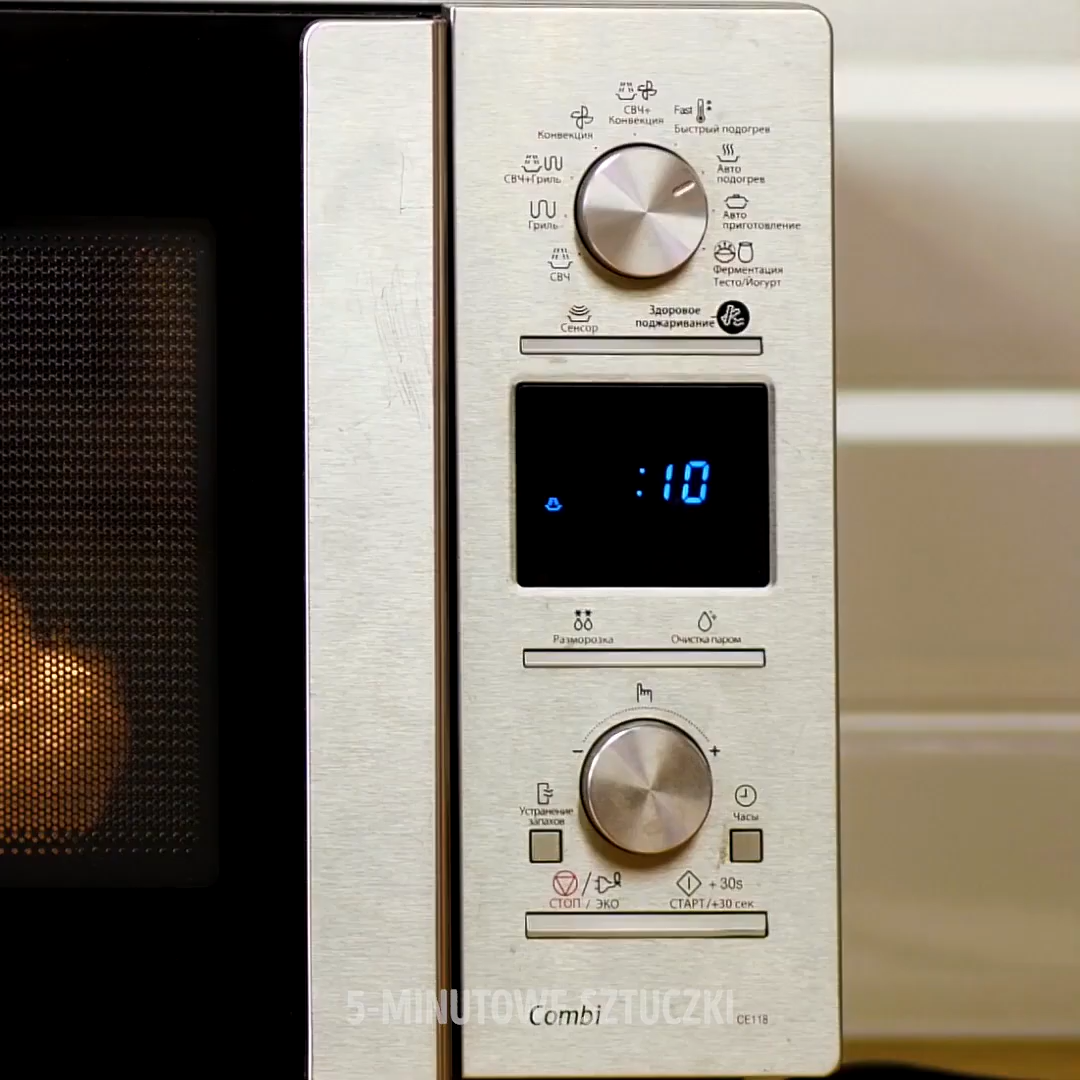 СВЧ+
Конвекция
Fast
Быстрый подогрев
Конвекция
Авто
подогрев
СВЧ+Гриль
Авто
приготовление
Гриль
Ферментация
Тесто/Йогурт
СВЧ
Здоровое
поджаривание
Сенсор
:10
Разморозка
Очистка паром
− +
Устранение
запахов
Часы
/ + 30s
СТОП / ЭКО
СТАРТ/+30 сек
5-MINUTOWE SZTUCZKI
Combi
CE118